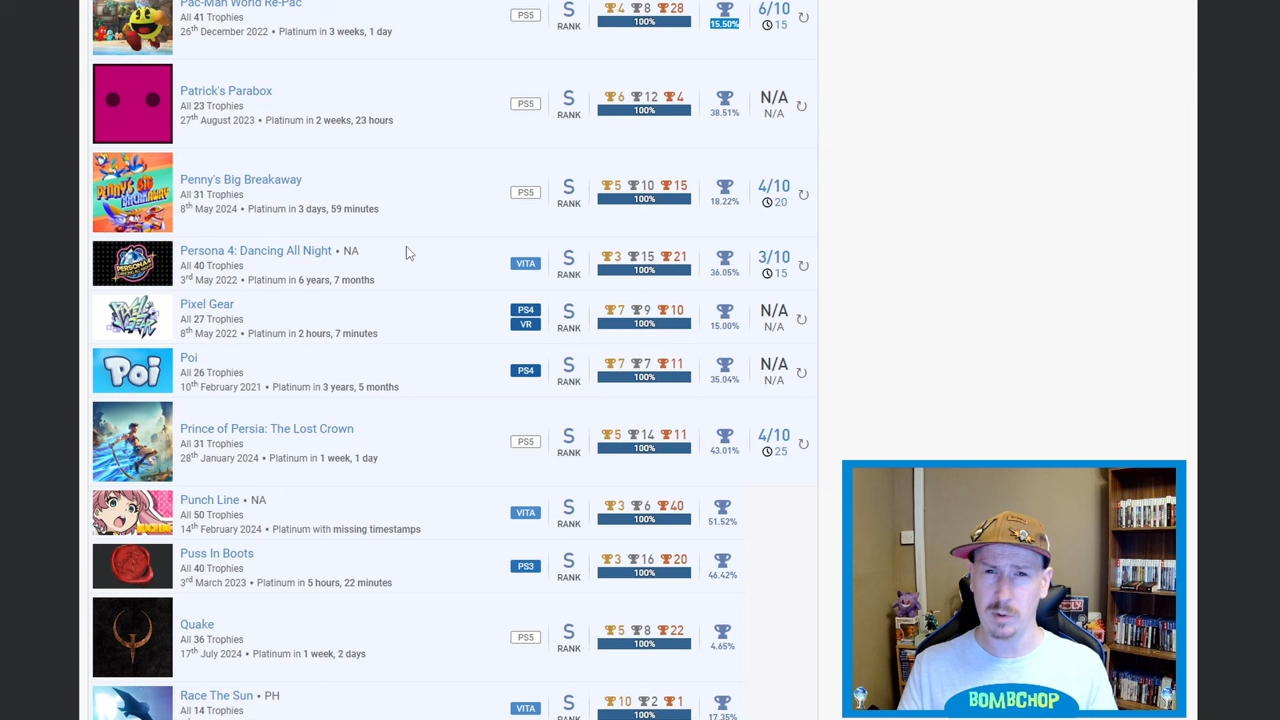 Pac-Man World Re-Pac
All 41 Trophies
26th December 2022 • Platinum in 3 weeks, 1 day
PS5
S
RANK
4 8 28
100%
15.50%
6/10
15
Patrick's Parabox
All 23 Trophies
27th August 2023 • Platinum in 2 weeks, 23 hours
PS5
S
RANK
6 12 4
100%
38.51%
N/A
N/A
PENNY'S BIG BREAKAWAY
Penny's Big Breakaway
All 31 Trophies
8th May 2024 • Platinum in 3 days, 59 minutes
PS5
S
RANK
5 10 15
100%
18.22%
4/10
20
PERSONA4
Persona 4: Dancing All Night • NA
All 40 Trophies
3rd May 2022 • Platinum in 6 years, 7 months
VITA
S
RANK
3 15 21
100%
36.05%
3/10
15
PIXEL GEAR
Pixel Gear
All 27 Trophies
8th May 2022 • Platinum in 2 hours, 7 minutes
PS4
VR
S
RANK
7 9 10
100%
15.00%
N/A
N/A
Poi
Poi
All 26 Trophies
10th February 2021 • Platinum in 3 years, 5 months
PS4
S
RANK
7 7 11
100%
35.04%
N/A
N/A
Prince of Persia: The Lost Crown
All 31 Trophies
28th January 2024 • Platinum in 1 week, 1 day
PS5
S
RANK
5 14 11
100%
43.01%
4/10
25
Punch Line • NA
All 50 Trophies
14th February 2024 • Platinum with missing timestamps
VITA
S
RANK
3 6 40
100%
51.52%
Puss In Boots
All 40 Trophies
3rd March 2023 • Platinum in 5 hours, 22 minutes
PS3
S
RANK
3 16 20
100%
46.42%
Quake
All 36 Trophies
17th July 2024 • Platinum in 1 week, 2 days
PS5
S
RANK
5 8 22
100%
4.65%
Race The Sun • PH
All 14 Trophies
VITA
S
RANK
10 2 1
100%
17.35%
BOMBCHOP